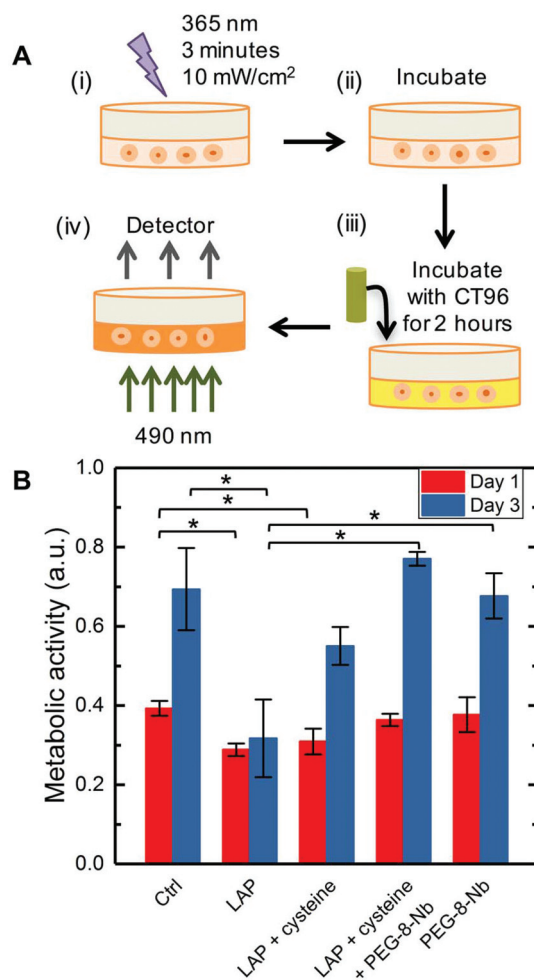 A
365 nm
3 minutes
10 mW/cm²
(i)
(ii)
Incubate
(iv)
Detector
(iii)
Incubate
with CT96
for 2 hours
490 nm
B
1.0
0.8
0.6
0.4
0.2
0.0
Metabolic activity (a.u.)
Day 1
Day 3
*
*
*
*
*
Ctrl
LAP
LAP + cysteine
LAP + cysteine
+ PEG-8-Nb
PEG-8-Nb